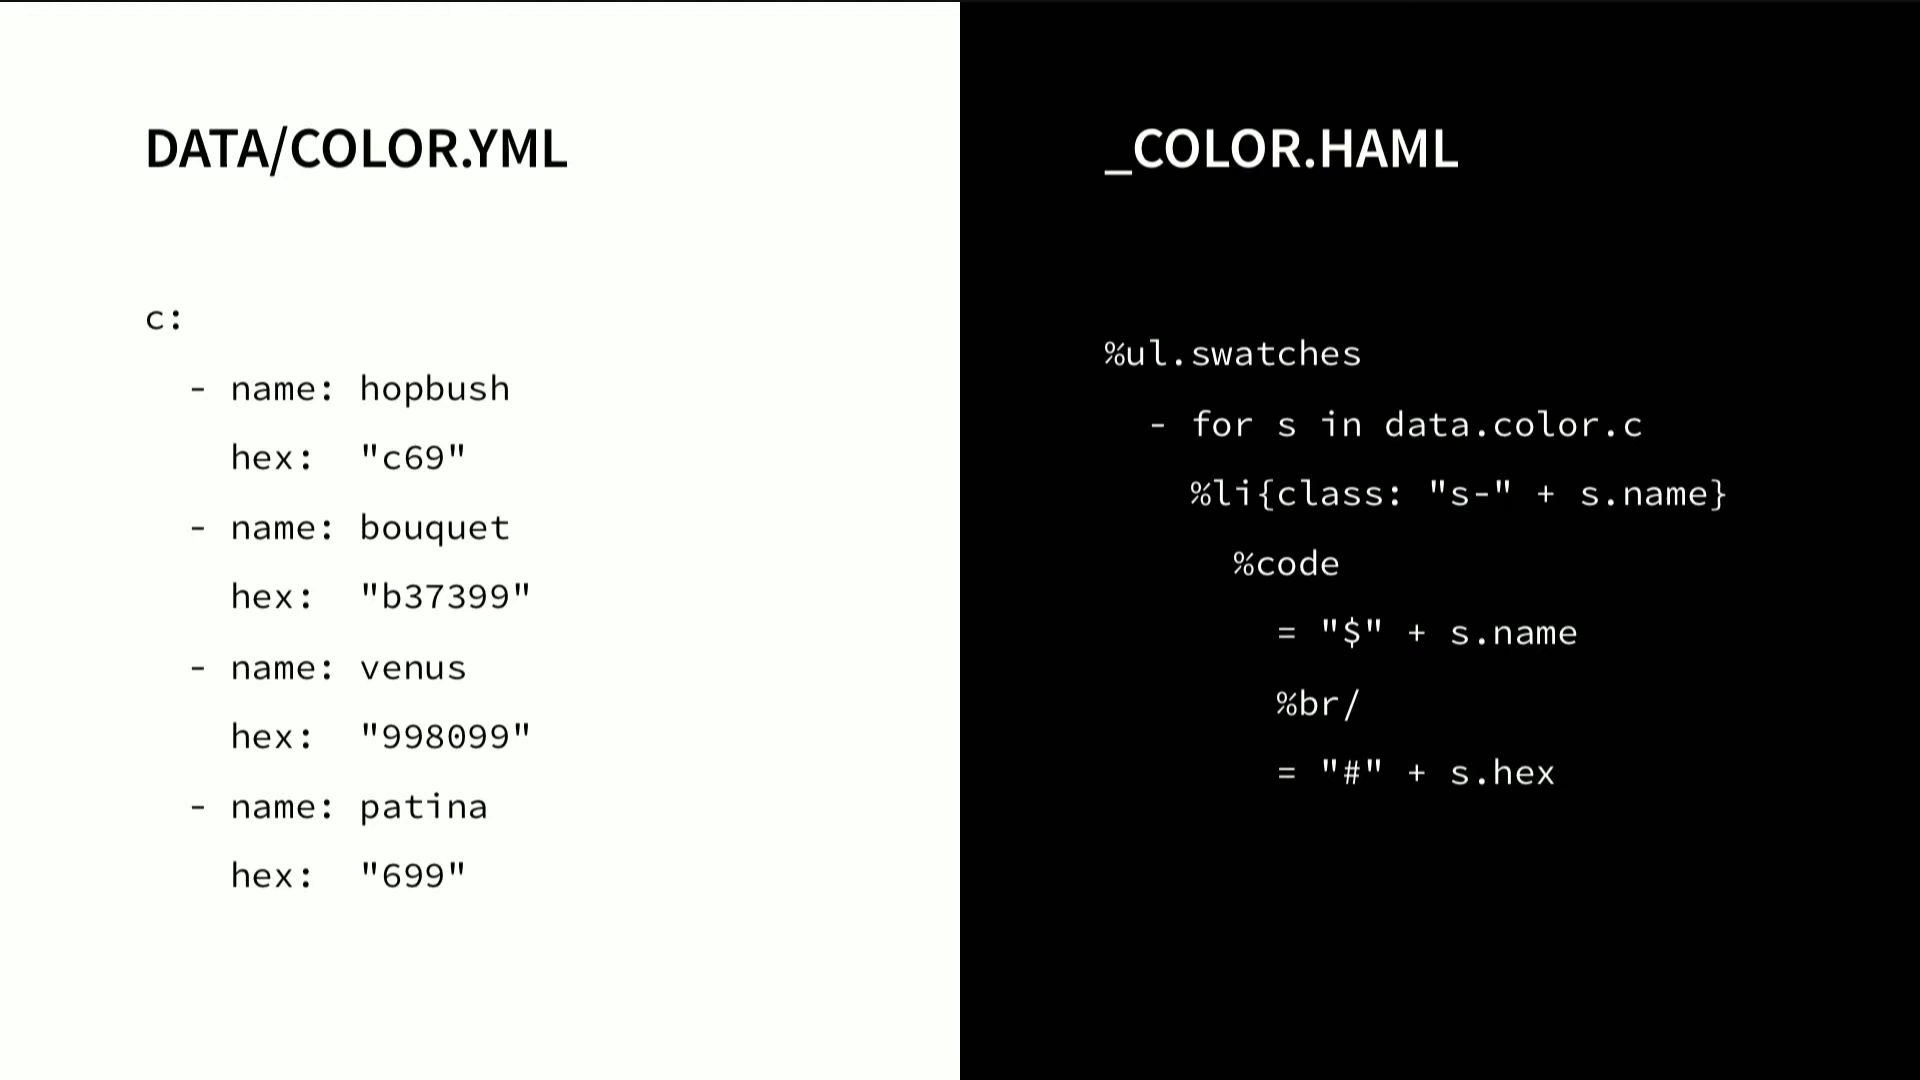 DATA/COLOR.YML
c:
  - name: hopbush
    hex:  "c69"
  - name: bouquet
    hex:  "b37399"
  - name: venus
    hex:  "998099"
  - name: patina
    hex:  "699"
_COLOR.HAML
%ul.swatches
  - for s in data.color.c
    %li{class: "s-" + s.name}
      %code
        = "$" + s.name
        %br/
        = "#" + s.hex